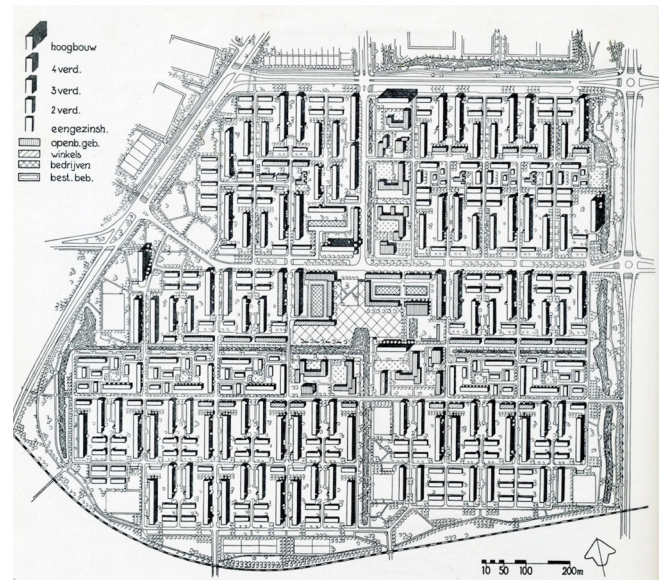 hoogbouw
4 verd.
3 verd.
2 verd.
eengezinsh.
openb. geb.
winkels
bedrijven
best. beb.
10 50 100 200m